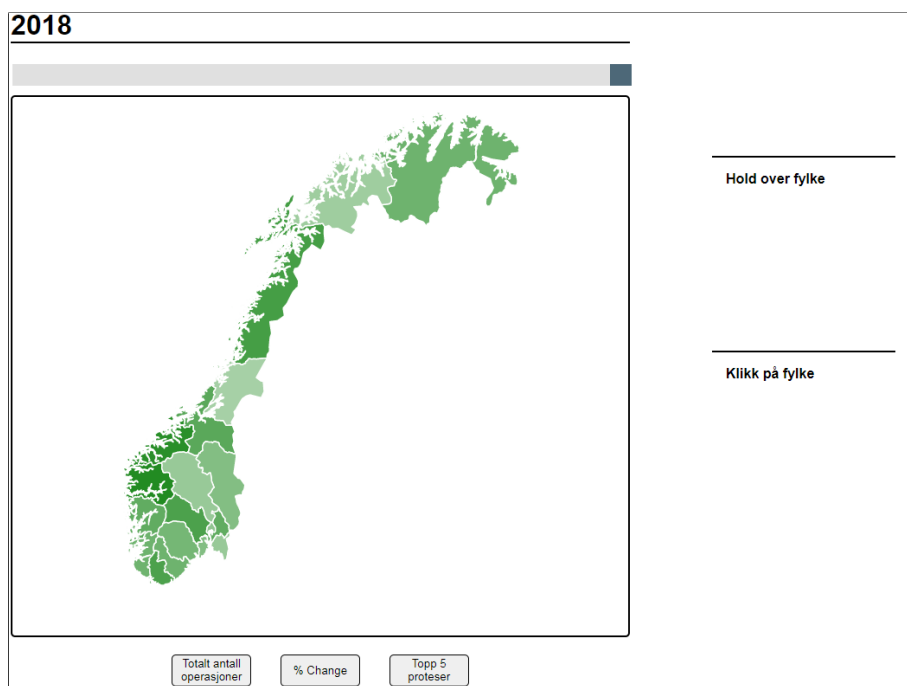 2018
Hold over fylke
Klikk på fylke
Totalt antall
operasjoner
% Change
Topp 5
proteser